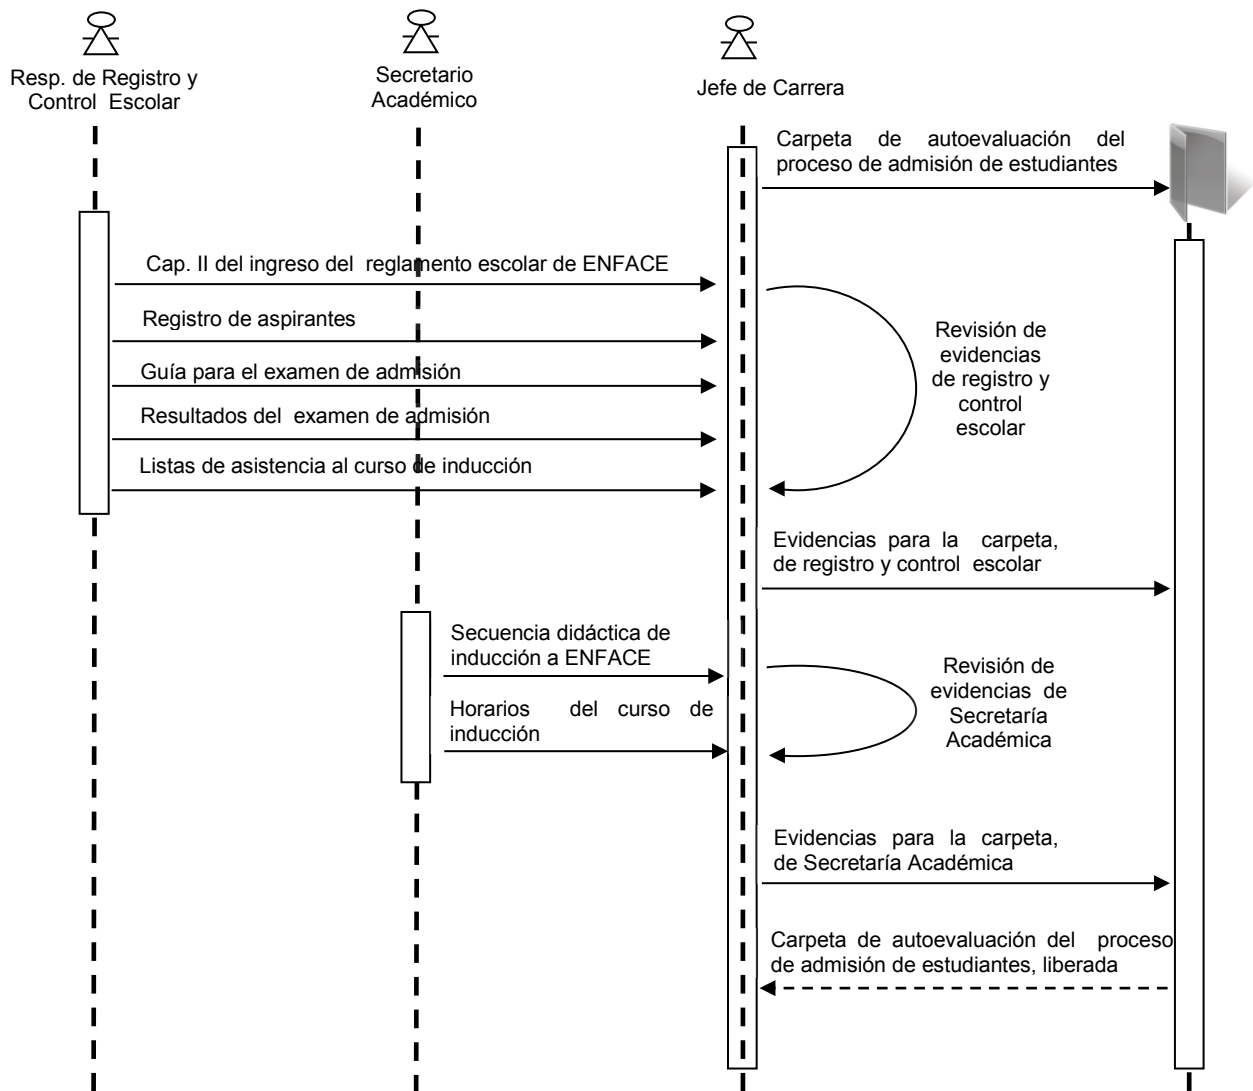 Resp. de Registro y
Control Escolar
Secretario
Académico
Jefe de Carrera
Carpeta de autoevaluación del
proceso de admisión de estudiantes
Cap. II del ingreso del reglamento escolar de ENFACE
Registro de aspirantes
Guía para el examen de admisión
Resultados del examen de admisión
Listas de asistencia al curso de inducción
Revisión de
evidencias
de registro y
control
escolar
Evidencias para la carpeta,
de registro y control escolar
Secuencia didáctica de
inducción a ENFACE
Horarios del curso de
inducción
Revisión de
evidencias de
Secretaría
Académica
Evidencias para la carpeta,
de Secretaría Académica
Carpeta de autoevaluación del proceso
de admisión de estudiantes, liberada